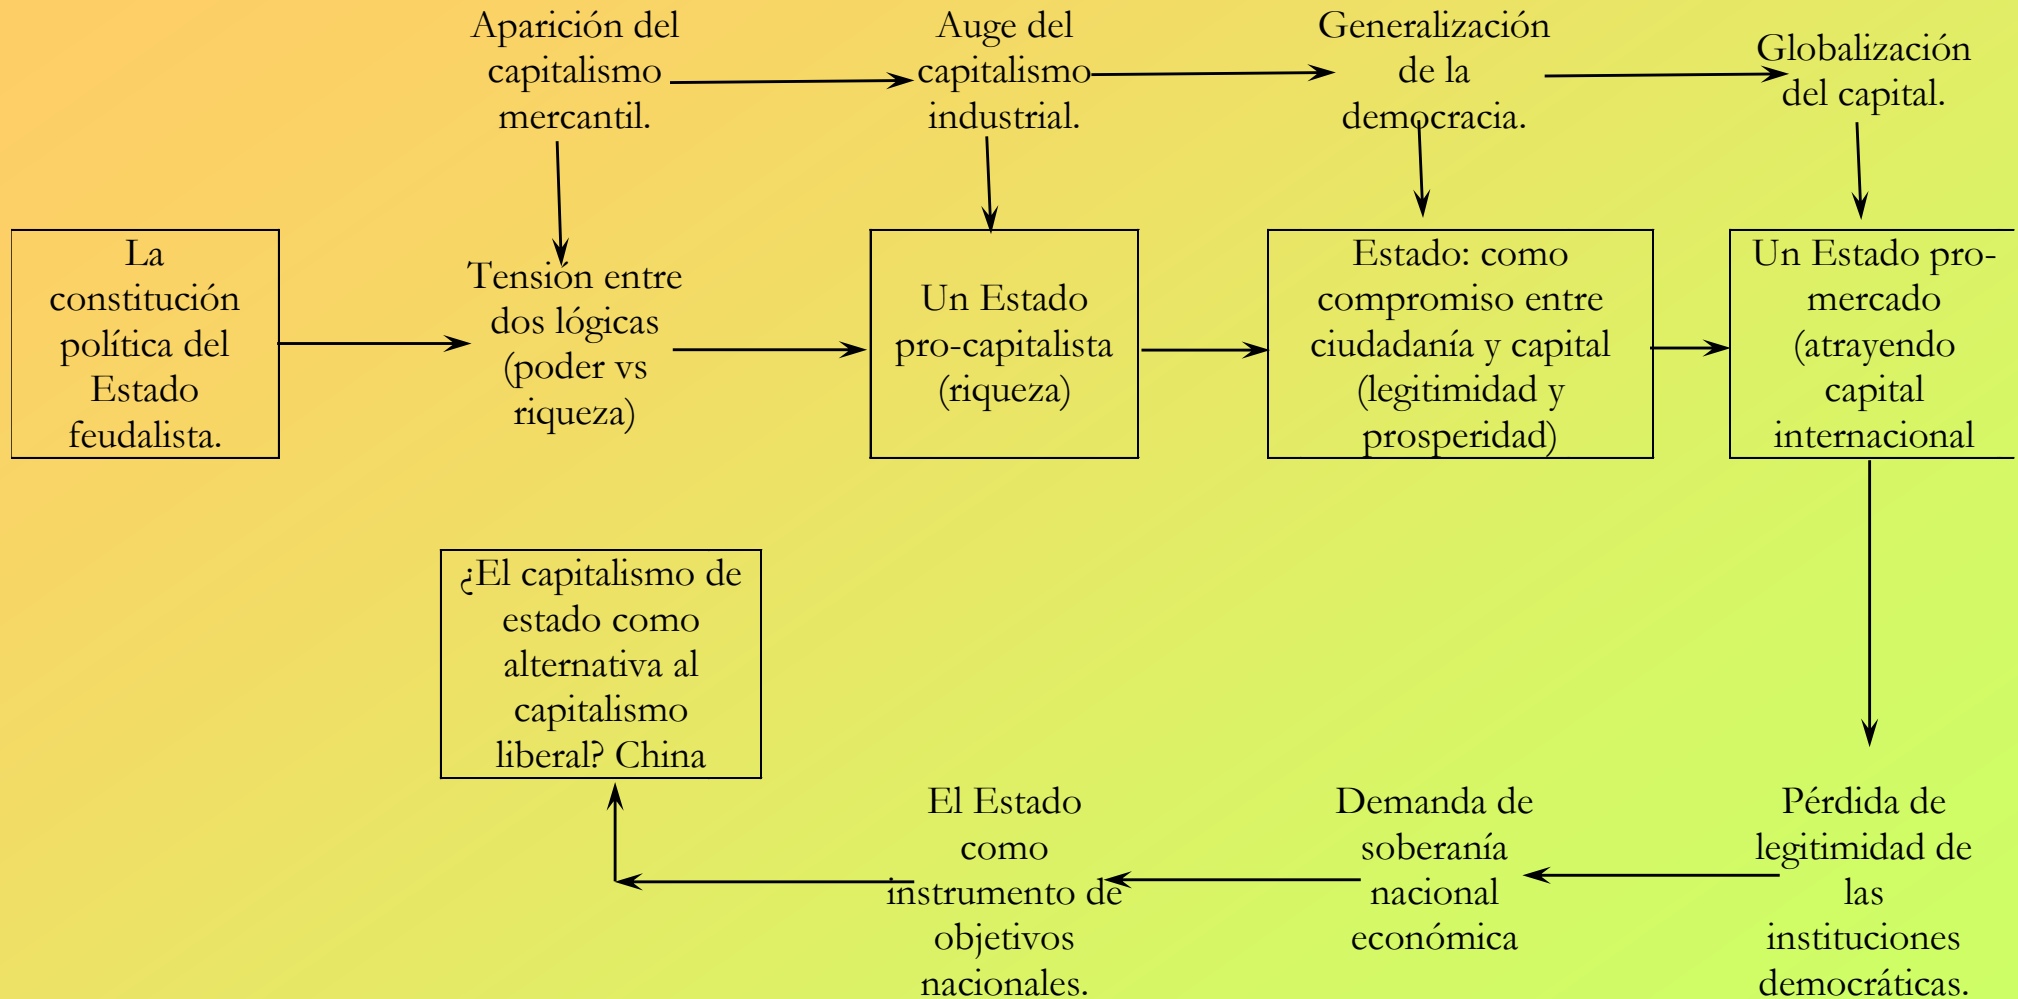 Aparición del
capitalismo
mercantil.
Auge del
capitalismo
industrial.
Generalización
de la
democracia.
Globalización
del capital.
La
constitución
política del
Estado
feudalista.
Tensión entre
dos lógicas
(poder vs
riqueza)
Un Estado
pro-capitalista
(riqueza)
Estado: como
compromiso entre
ciudadanía y capital
(legitimidad y
prosperidad)
Un Estado pro-
mercado
(atrayendo
capital
internacional
¿El capitalismo de
estado como
alternativa al
capitalismo
liberal? China
El Estado
como
instrumento de
objetivos
nacionales.
Demanda de
soberanía
nacional
económica
Pérdida de
legitimidad de
las
instituciones
democráticas.